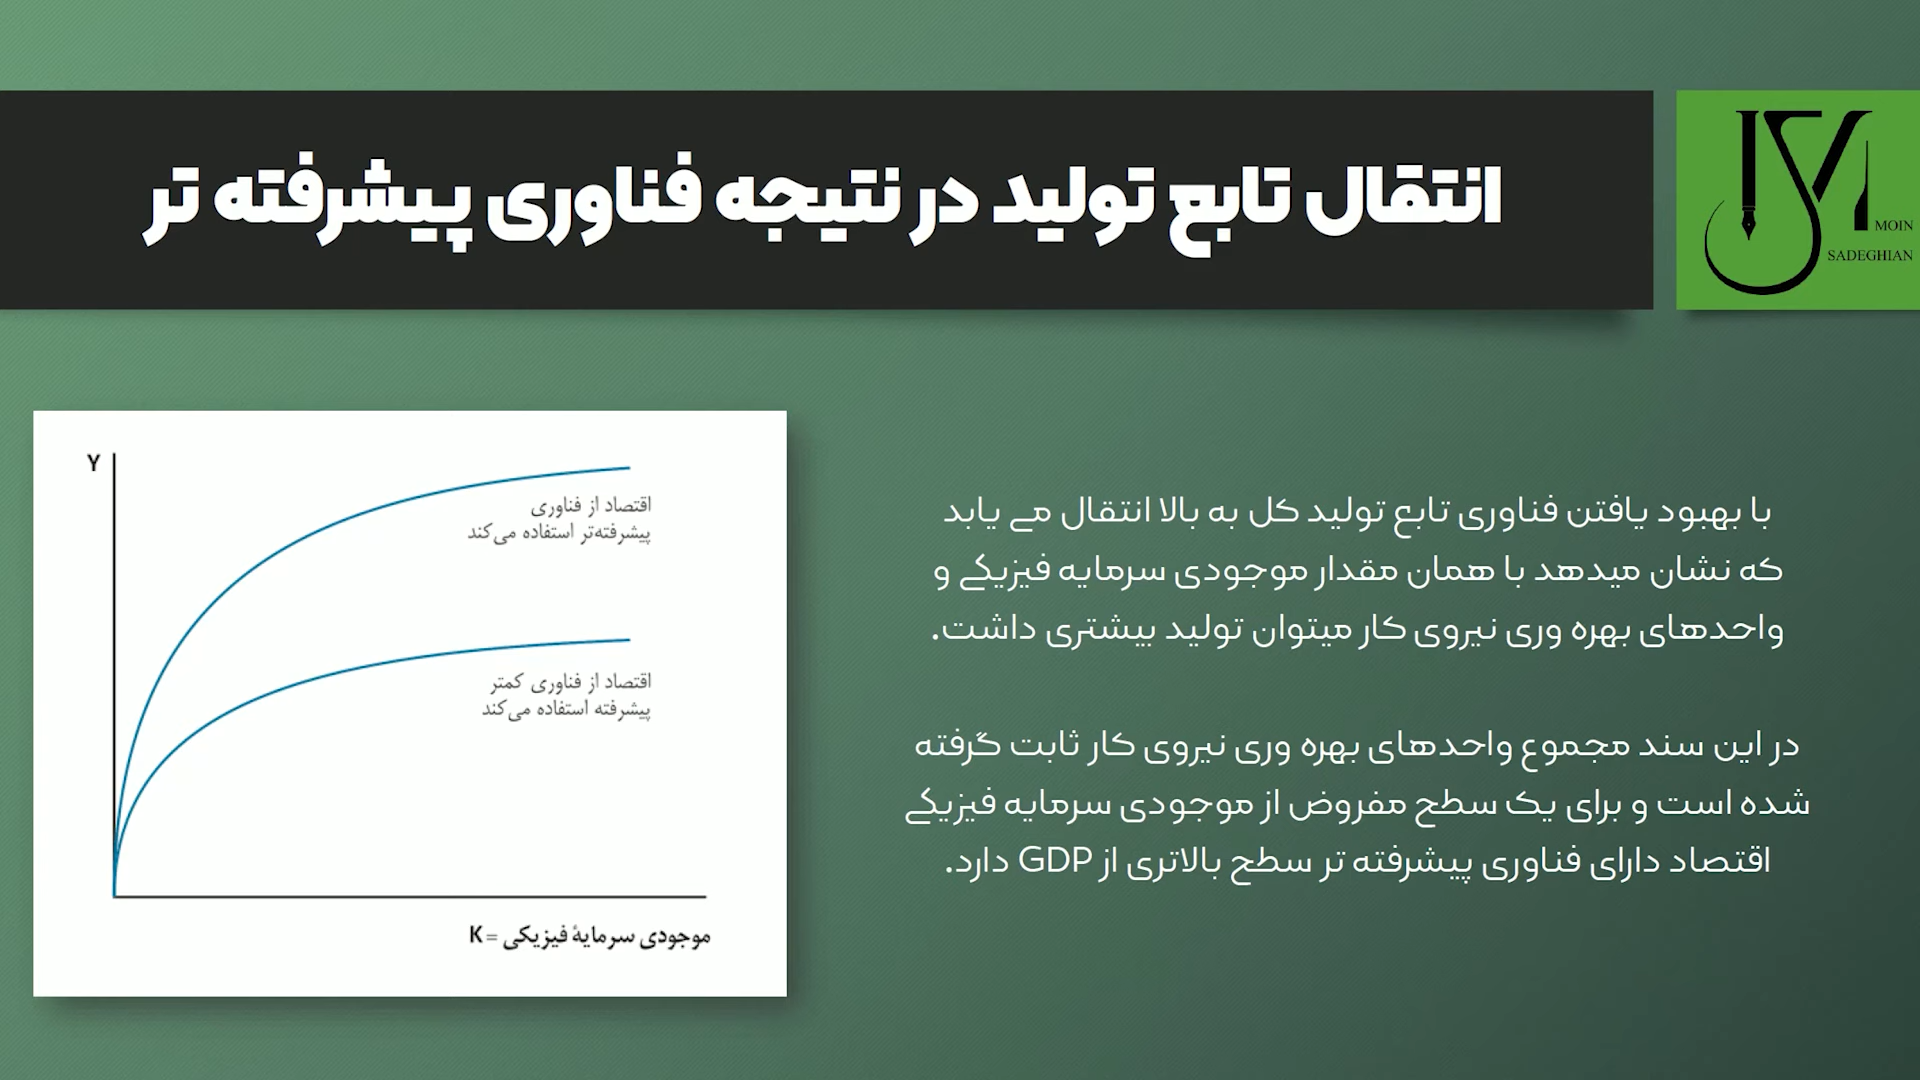 انتقال تابع تولید در نتیجه فناوری پیشرفته تر
MOIN
SADEGHIAN
با بهبود یافتن فناوری تابع تولید کل به بالا انتقال می یابد
که نشان میدهد با همان مقدار موجودی سرمایه فیزیکی و
واحدهای بهره وری نیروی کار میتوان تولید بیشتری داشت.
در این سند مجموع واحدهای بهره وری نیروی کار ثابت گرفته
شده است و برای یک سطح مفروض از موجودی سرمایه فیزیکی
اقتصاد دارای فناوری پیشرفته تر سطح بالاتری از GDP دارد.
Y
اقتصاد از فناوری
پیشرفته‌تر استفاده می‌کند
اقتصاد از فناوری کمتر
پیشرفته استفاده می‌کند
موجودی سرمایهٔ فیزیکی = K